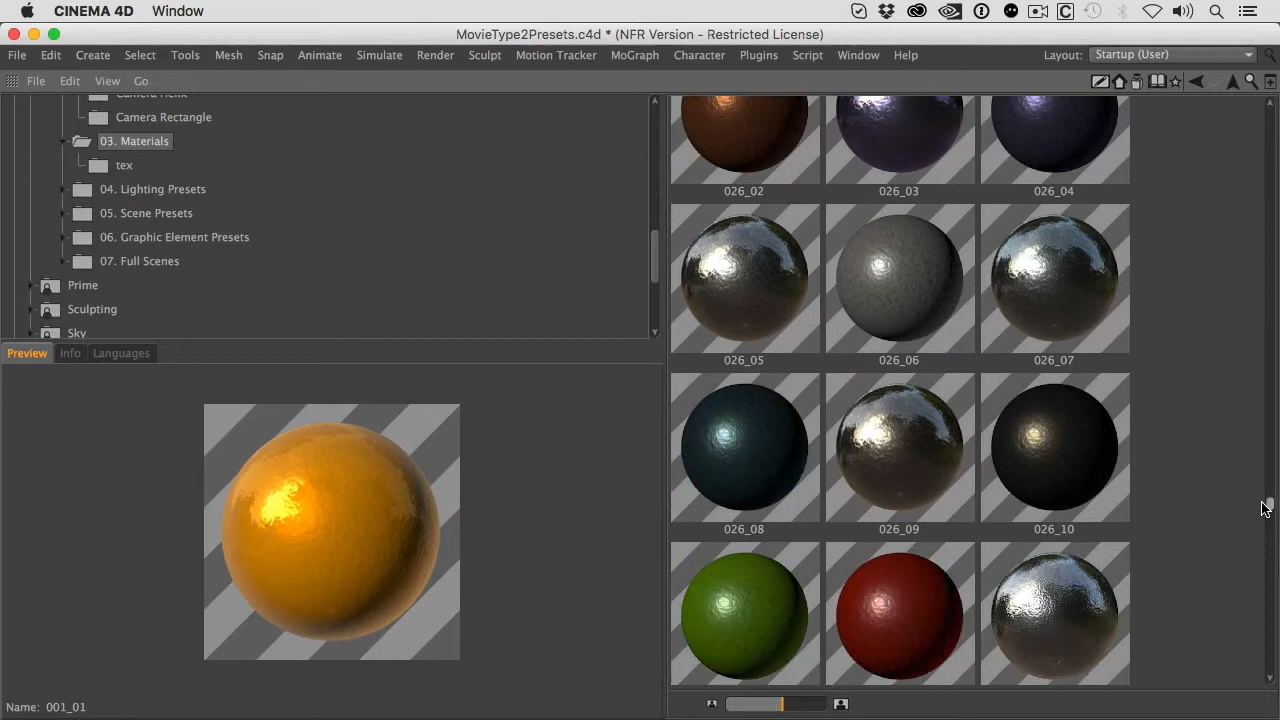 CINEMA 4D Window
MovieType2Presets.c4d * (NFR Version - Restricted License)
File Edit Create Select Tools Mesh Snap Animate Simulate Render Sculpt Motion Tracker MoGraph Character Plugins Script Window Help Layout: Startup (User)
File Edit View Go
Camera Helix
Camera Rectangle
03. Materials
tex
04. Lighting Presets
05. Scene Presets
06. Graphic Element Presets
07. Full Scenes
Prime
Sculpting
Sky
Preview Info Languages
Name: 001_01
026_02 026_03 026_04
026_05 026_06 026_07
026_08 026_09 026_10